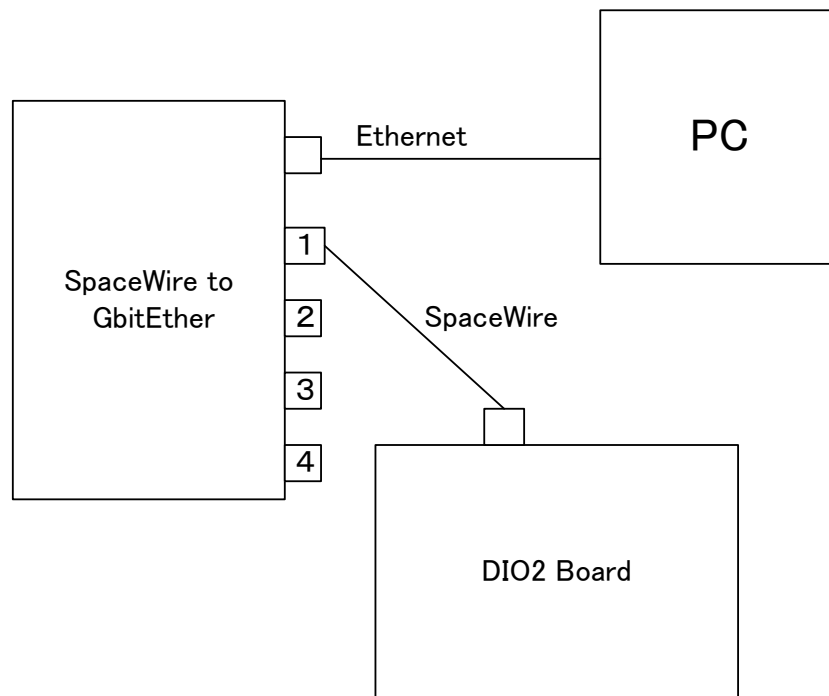 Ethernet
PC
1
SpaceWire to
GbitEther
2
SpaceWire
3
4
DIO2 Board